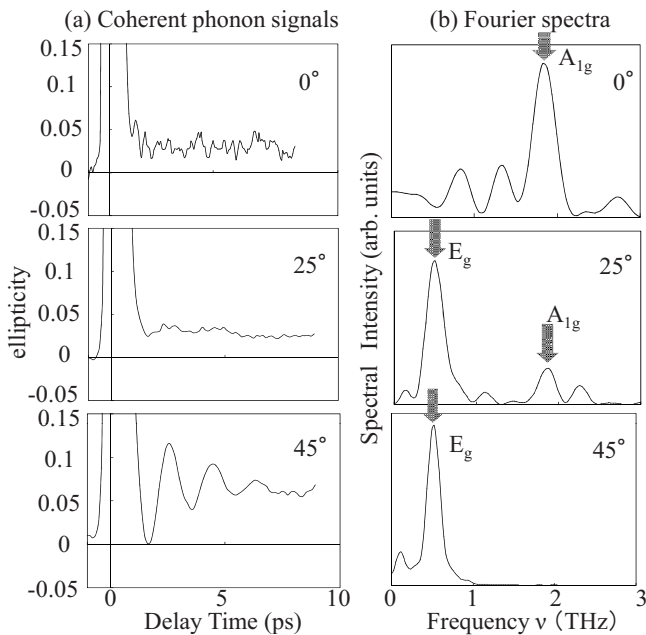 (a) Coherent phonon signals
(b) Fourier spectra
ellipticity
0.15
0.1
0.05
0
-0.05
0°
0.15
0.1
0.05
0
-0.05
25°
0.15
0.1
0.05
0
-0.05
45°
0
5
10
Delay Time (ps)
Spectral Intensity (arb. units)
A1g
0°
Eg
25°
A1g
Eg
45°
0
1
2
3
Frequency ν (THz)